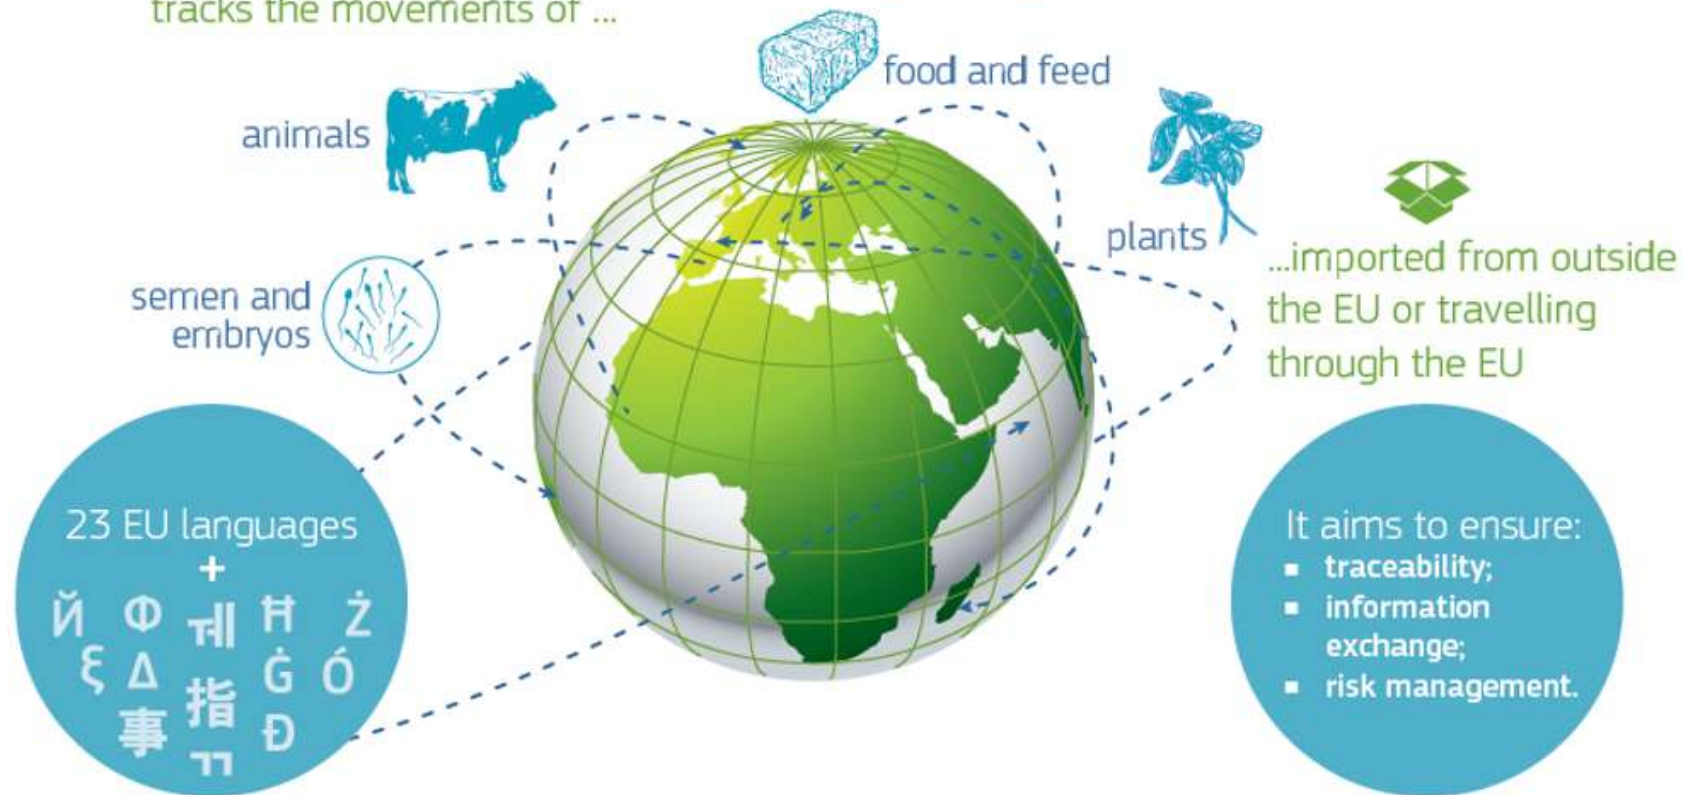 tracks the movements of ...
food and feed
animals
plants
semen and
embryos
...imported from outside
the EU or travelling
through the EU
23 EU languages
+
Й Ф ㅖ Ħ Ż
ξ Δ 指 Ġ Ó
事 ㄲ Đ
It aims to ensure:
▪ traceability;
▪ information
exchange;
▪ risk management.